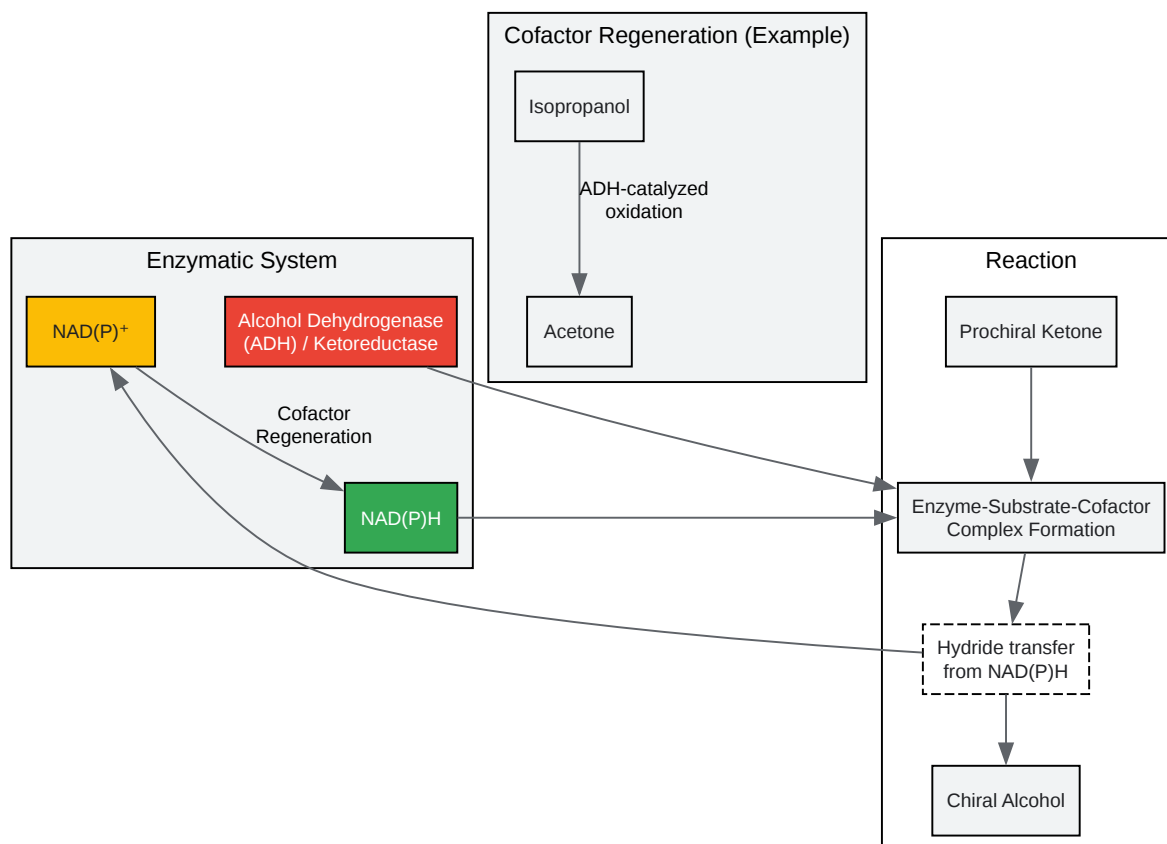 Cofactor Regeneration (Example)
Isopropanol
ADH-catalyzed
oxidation
Acetone
Enzymatic System
NAD(P)⁺
Alcohol Dehydrogenase
(ADH) / Ketoreductase
Cofactor
Regeneration
NAD(P)H
Reaction
Prochiral Ketone
Enzyme-Substrate-Cofactor
Complex Formation
Hydride transfer
from NAD(P)H
Chiral Alcohol